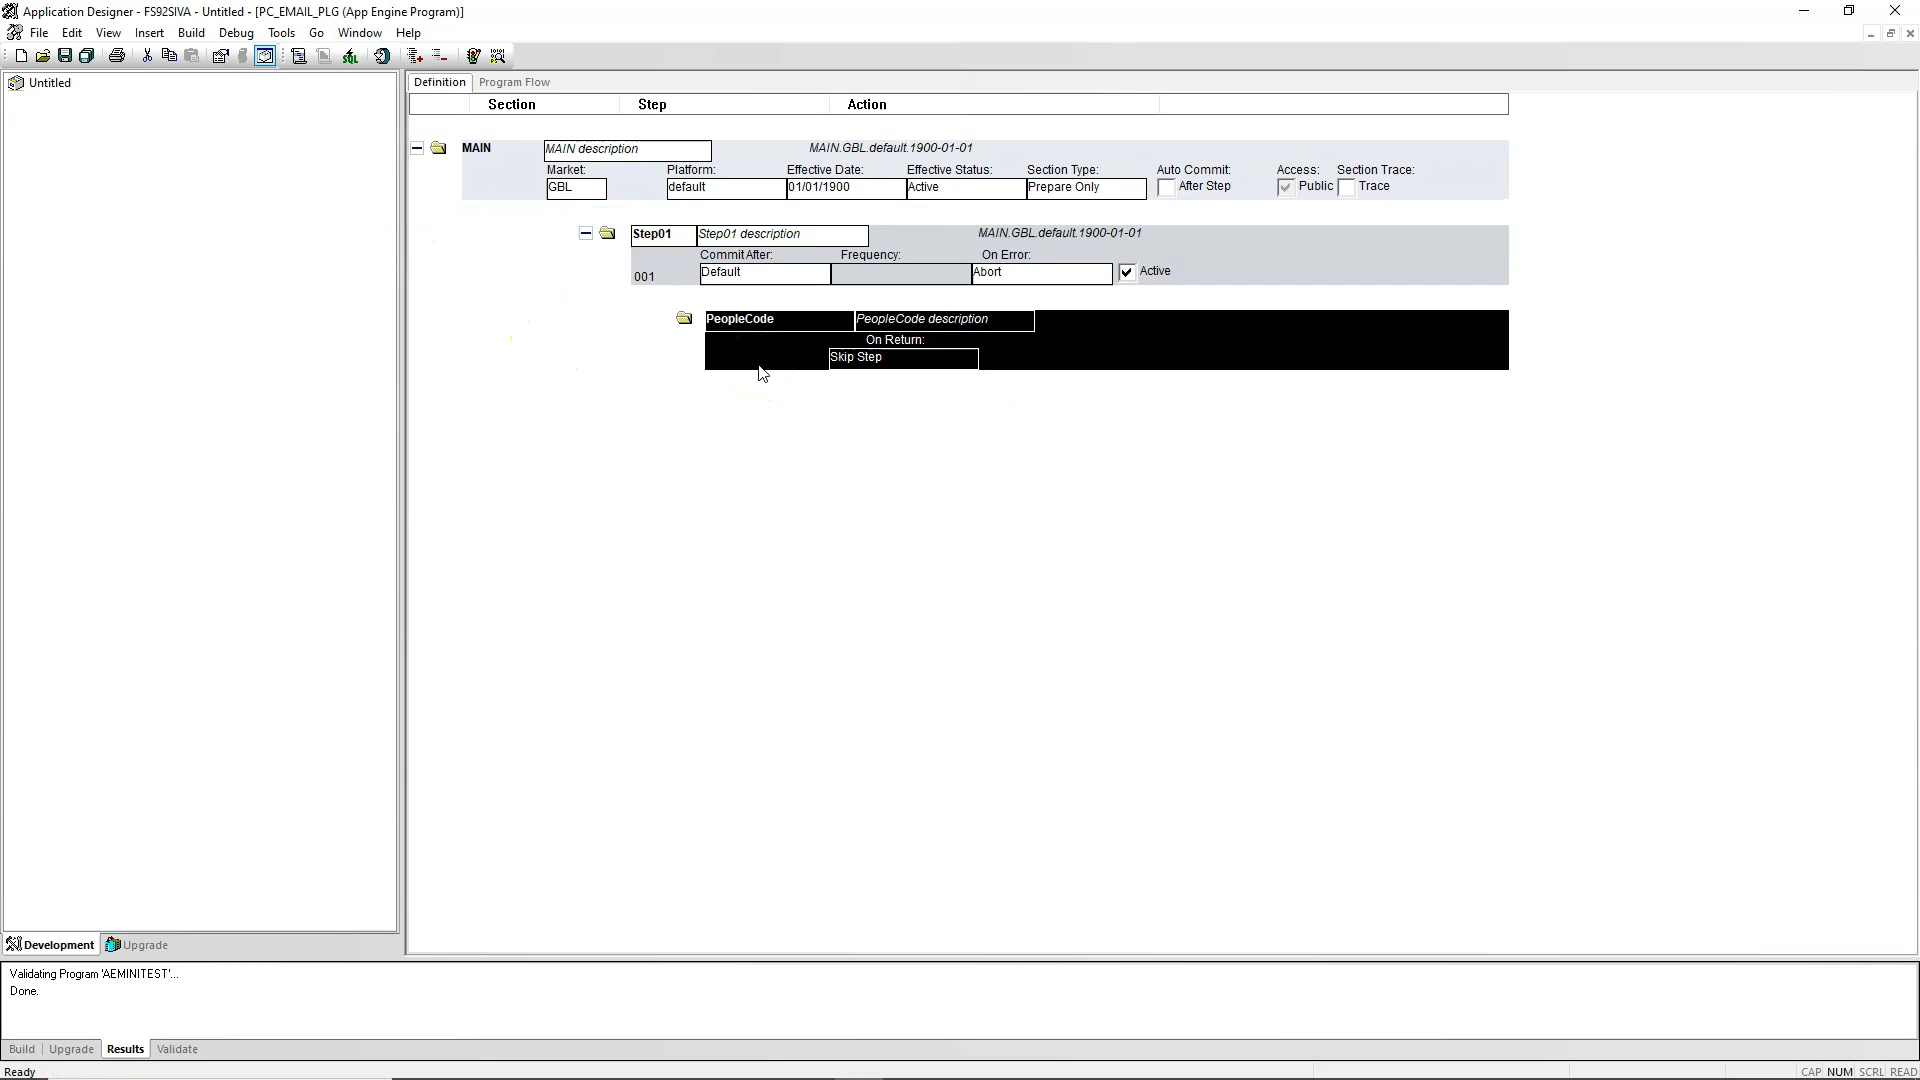 Application Designer - FS92SIVA - Untitled - [PC_EMAIL_PLG (App Engine Program)]
File Edit View Insert Build Debug Tools Go Window Help
Untitled
Definition Program Flow
Section Step Action
MAIN MAIN description MAIN.GBL.default.1900-01-01
Market: Platform: Effective Date: Effective Status: Section Type: Auto Commit: Access: Section Trace:
GBL default 01/01/1900 Active Prepare Only After Step Public Trace
Step01 Step01 description MAIN.GBL.default.1900-01-01
Commit After: Frequency: On Error:
001 Default Abort Active
PeopleCode PeopleCode description
On Return:
Skip Step
Development Upgrade
Validating Program 'AEMINITEST'...
Done.
Build Upgrade Results Validate
Ready CAP NUM SCRL READ